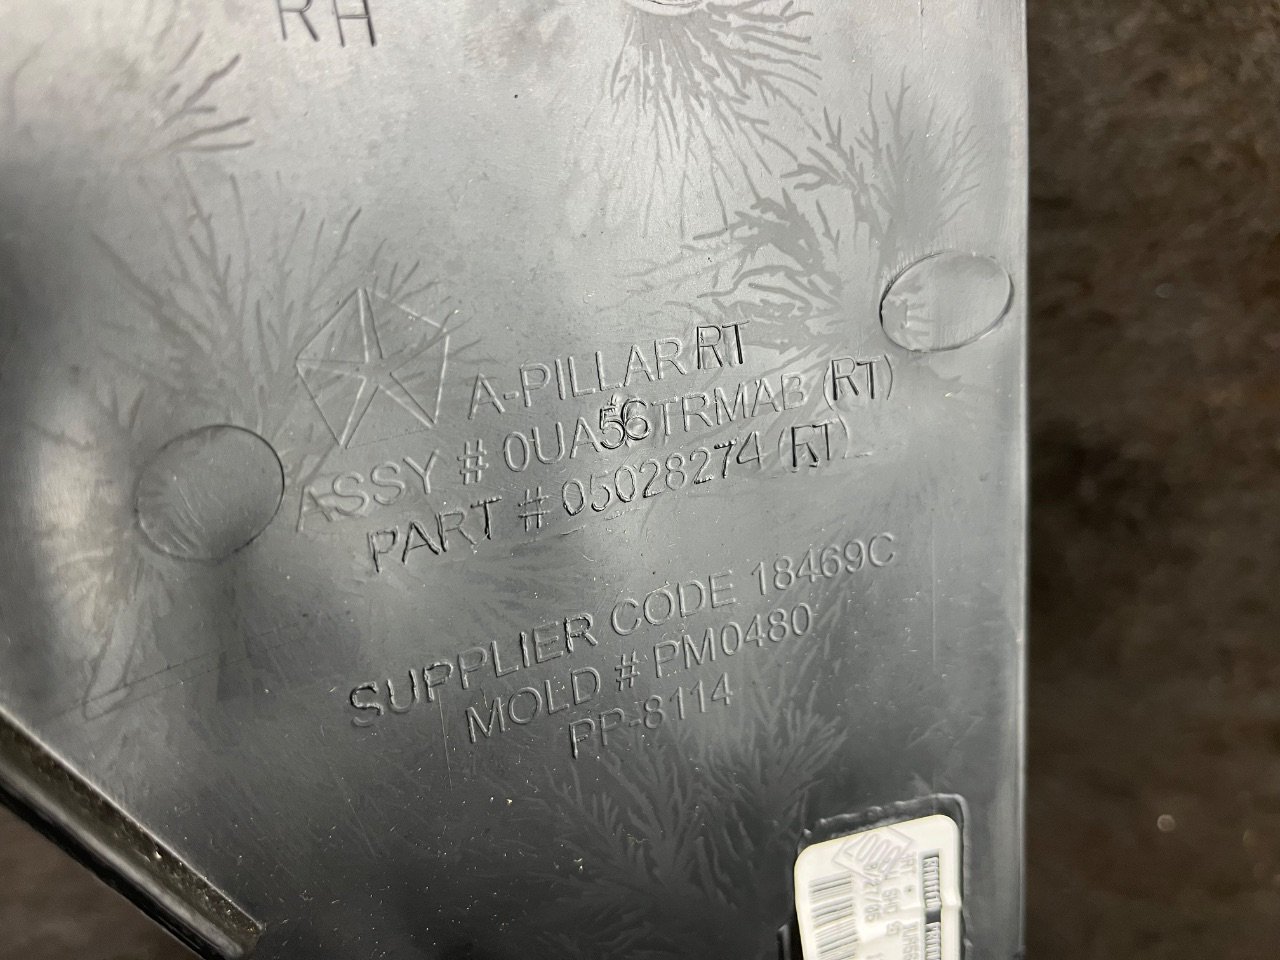 RH
A-PILLAR RT
ASSY # 0UA56TRMAB (RT)
PART # 05028274 (RT)
SUPPLIER CODE 18469C
MOLD # PM0480
PP-8114